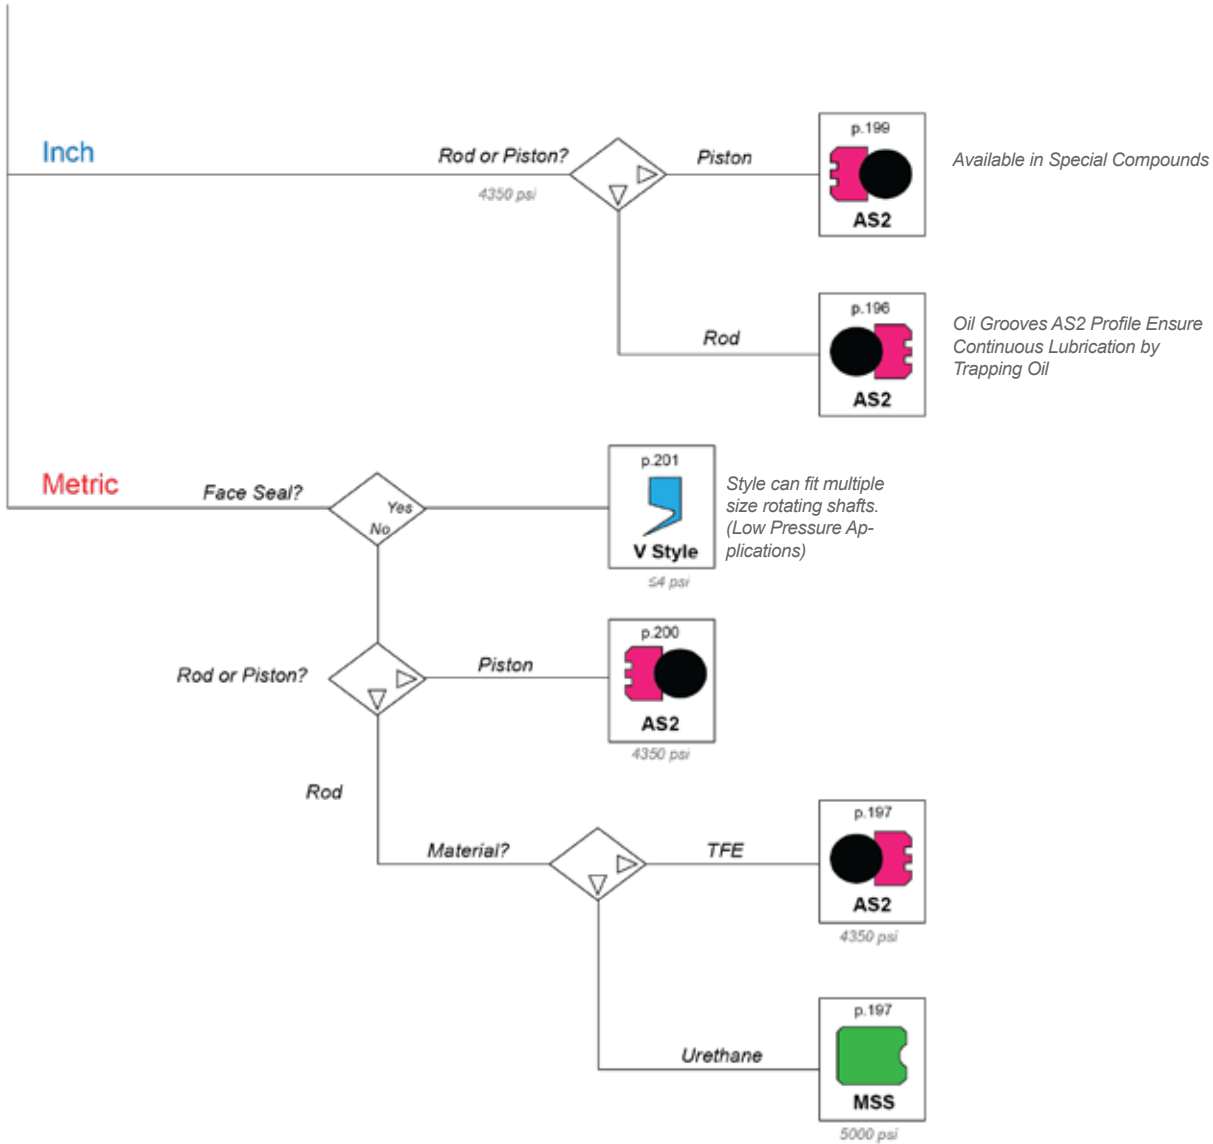 Inch
Rod or Piston?
4350 psi
Piston
p.199
AS2
Available in Special Compounds
Rod
p.196
AS2
Oil Grooves AS2 Profile Ensure
Continuous Lubrication by
Trapping Oil
Metric
Face Seal?
Yes
No
p.201
V Style
≤4 psi
Style can fit multiple
size rotating shafts.
(Low Pressure Ap-
plications)
Rod or Piston?
Piston
p.200
AS2
4350 psi
Rod
Material?
TFE
p.197
AS2
4350 psi
Urethane
p.197
MSS
5000 psi